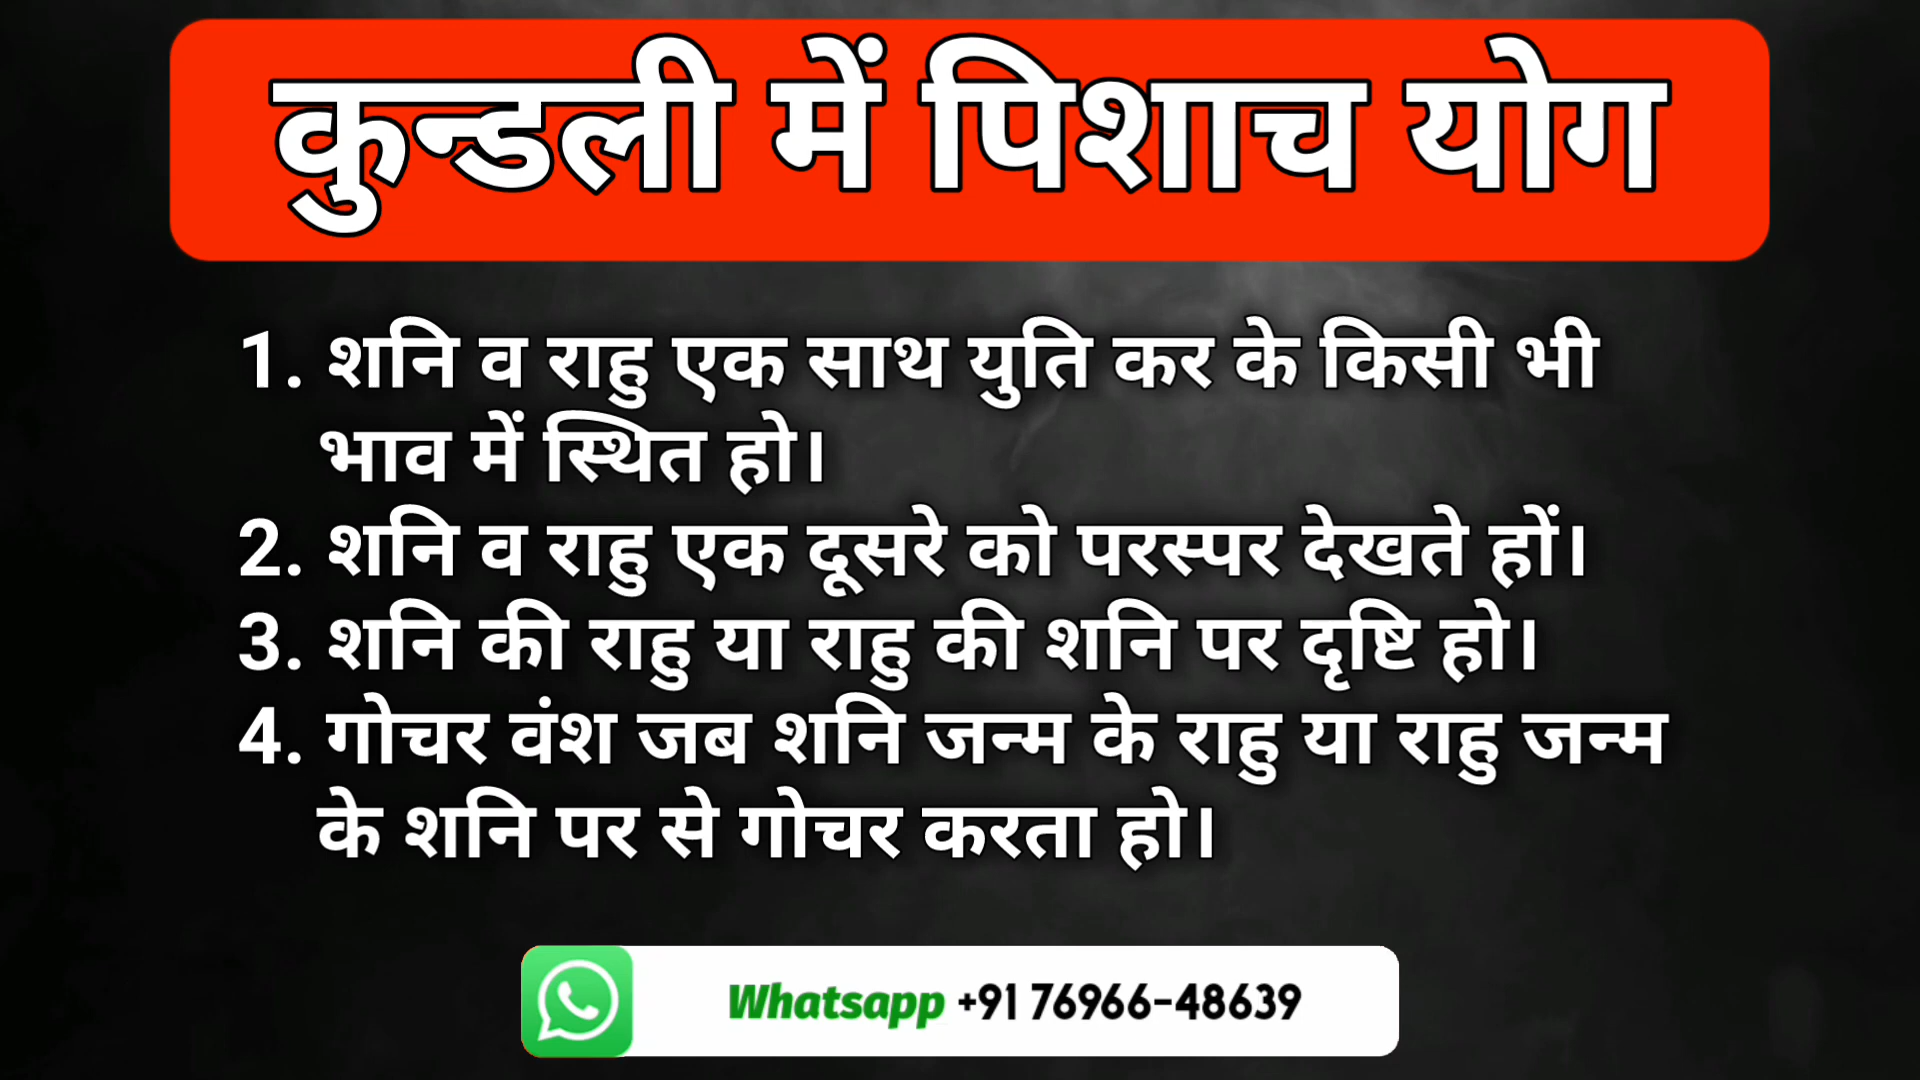 कुन्डली में पिशाच योग
1. शनि व राहु एक साथ युति कर के किसी भी
भाव में स्थित हो।
2. शनि व राहु एक दूसरे को परस्पर देखते हों।
3. शनि की राहु या राहु की शनि पर दृष्टि हो।
4. गोचर वंश जब शनि जन्म के राहु या राहु जन्म
के शनि पर से गोचर करता हो।
Whatsapp +91 76966-48639